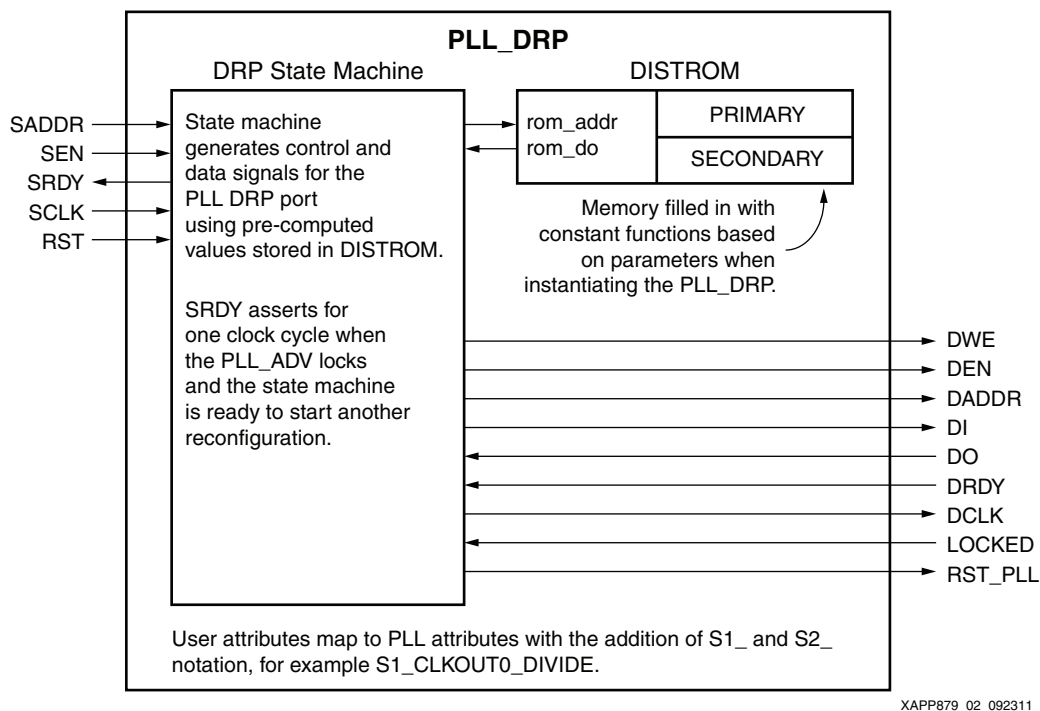 PLL_DRP
DRP State Machine
DISTROM
SADDR
SEN
SRDY
SCLK
RST
State machine
generates control and
data signals for the
PLL DRP port
using pre-computed
values stored in DISTROM.
SRDY asserts for
one clock cycle when
the PLL_ADV locks
and the state machine
is ready to start another
reconfiguration.
rom_addr
rom_do
PRIMARY
SECONDARY
Memory filled in with
constant functions based
on parameters when
instantiating the PLL_DRP.
DWE
DEN
DADDR
DI
DO
DRDY
DCLK
LOCKED
RST_PLL
User attributes map to PLL attributes with the addition of S1_ and S2_
notation, for example S1_CLKOUT0_DIVIDE.
XAPP879_02_092311